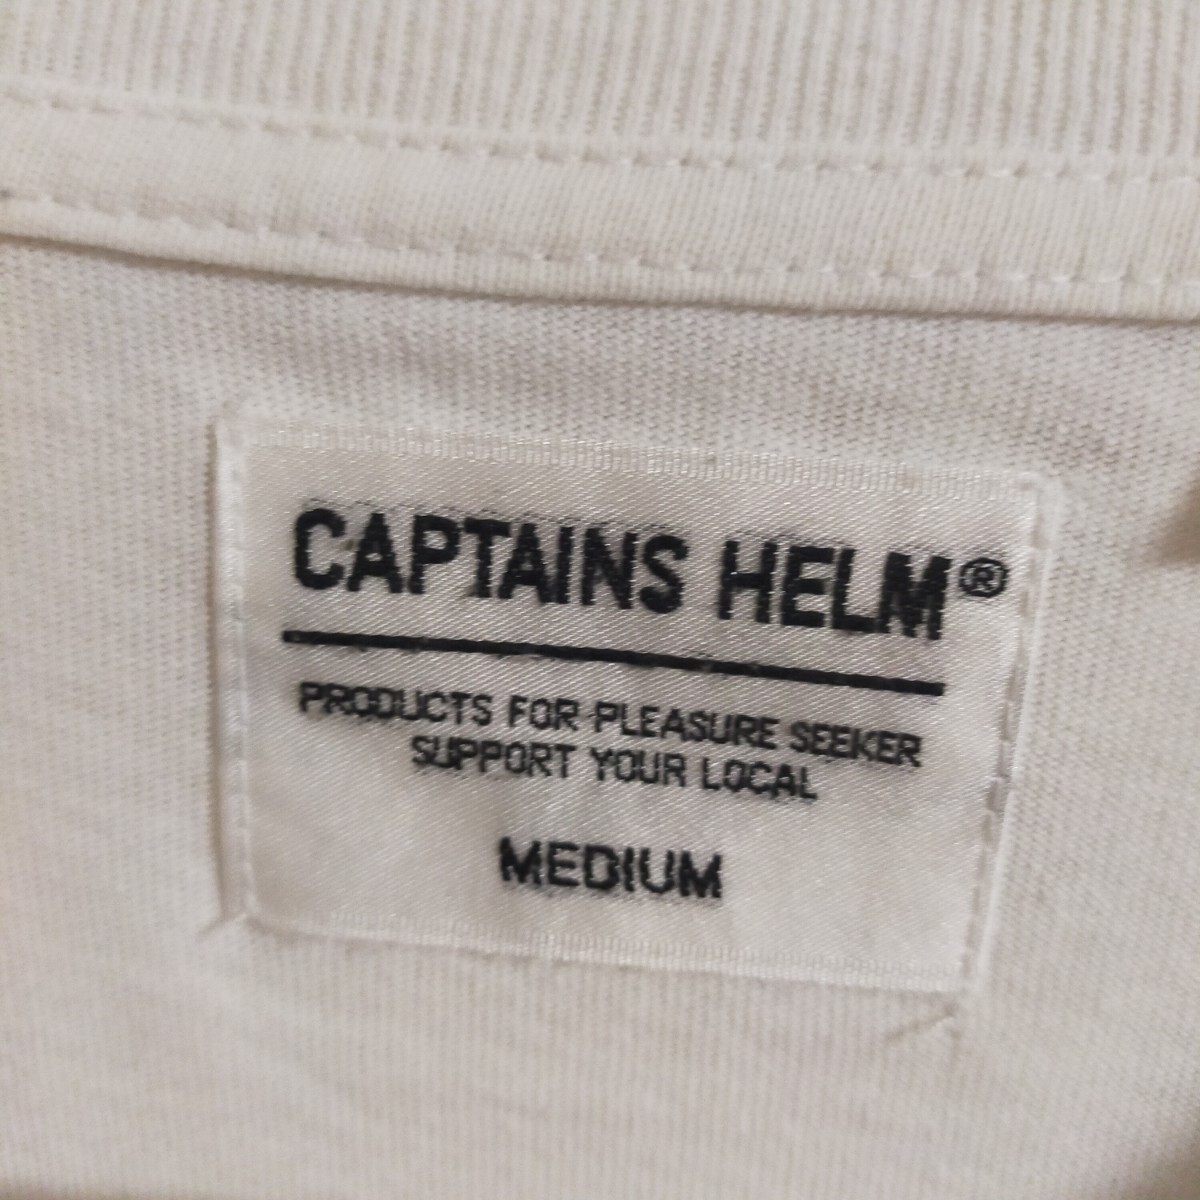 CAPTAINS HELM®
PRODUCTS FOR PLEASURE SEEKER
SUPPORT YOUR LOCAL
MEDIUM